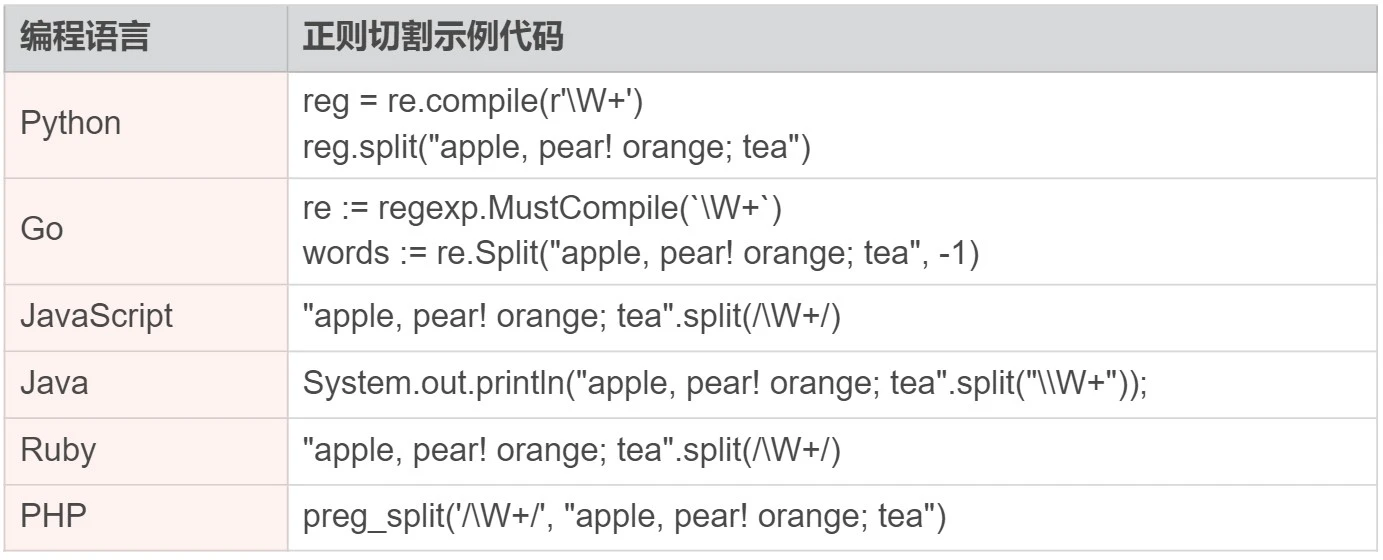 编程语言 正则切割示例代码
Python
reg = re.compile(r'\W+')
reg.split("apple, pear! orange; tea")
Go
re := regexp.MustCompile(`\W+`)
words := re.Split("apple, pear! orange; tea", -1)
JavaScript "apple, pear! orange; tea".split(/\W+/)
Java System.out.println("apple, pear! orange; tea".split("\\W+"));
Ruby "apple, pear! orange; tea".split(/\W+/)
PHP preg_split('/\W+/', "apple, pear! orange; tea")